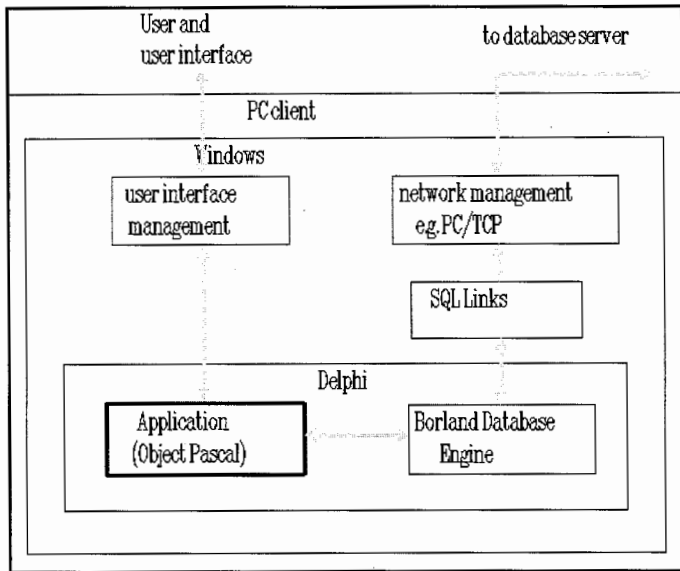 User and
user interface
to database server
PC client
Windows
user interface
management
network management
e.g. PC/TCP
SQL Links
Delphi
Application
(Object Pascal)
Borland Database
Engine